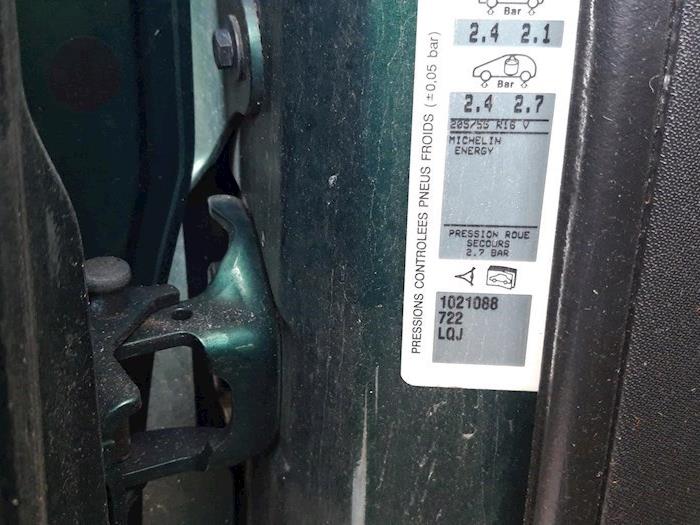 Bar
2.4 2.1
Bar
2.4 2.7
205/55 R16 V
MICHELIN
ENERGY
PRESSION ROUE
SECOURS
2.7 BAR
1021088
722
LQJ
PRESSIONS CONTROLEES PNEUS FROIDS (±0,05 bar)